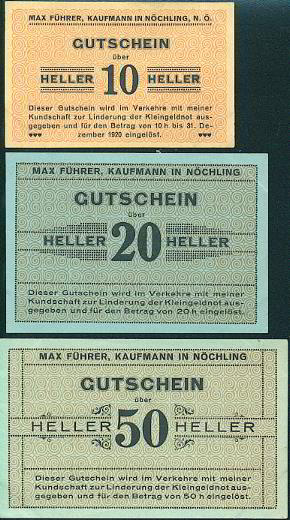 MAX FÜHRER, KAUFMANN IN NÖCHLING, N. Ö.
GUTSCHEIN
über
HELLER 10 HELLER
Dieser Gutschein wird im Verkehre mit meiner
Kundschaft zur Linderung der Kleingeldnot aus-
gegeben und für den Betrag von 10 h bis 31. De-
♥♥♥ zember 1920 eingelöst. ♥♥♥
MAX FÜHRER, KAUFMANN IN NÖCHLING
GUTSCHEIN
über
HELLER 20 HELLER
Dieser Gutschein wird im Verkehre mit meiner
Kundschaft zur Linderung der Kleingeldnot aus-
gegeben und für den Betrag von 20 h eingelöst.
MAX FÜHRER, KAUFMANN IN NÖCHLING
GUTSCHEIN
über
HELLER 50 HELLER
Dieser Gutschein wird im Verkehre mit meiner
Kundschaft zur Linderung der Kleingeldnot aus-
gegeben und für den Betrag von 50 h eingelöst.